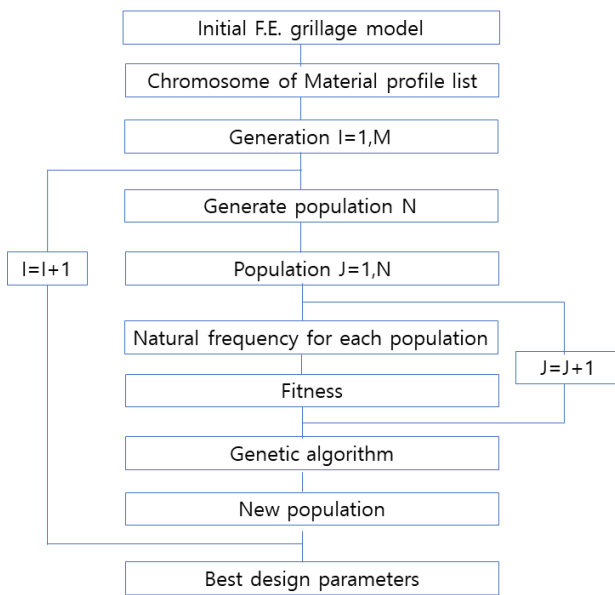 Initial F.E. grillage model
Chromosome of Material profile list
Generation I=1,M
Generate population N
I=I+1
Population J=1,N
Natural frequency for each population
J=J+1
Fitness
Genetic algorithm
New population
Best design parameters